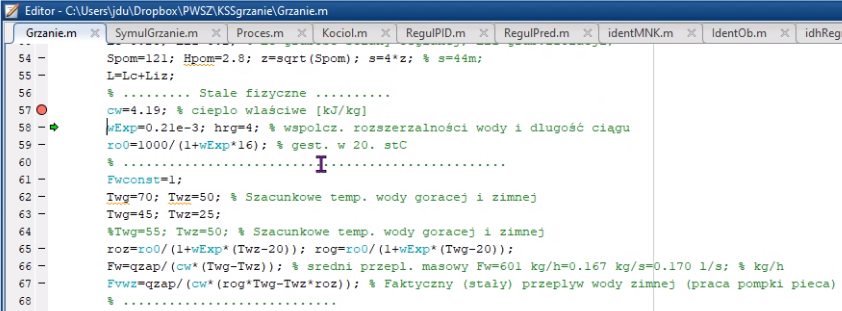 Editor - C:\Users\jdu\Dropbox\PWSZ\KSSgrzanie\Grzanie.m
Grzanie.m × SymulGrzanie.m × Proces.m × Kociol.m × RegulPID.m × RegulPred.m × identMNK.m × IdentOb.m × idhReg
54 – Spom=121; Hpom=2.8; z=sqrt(Spom); s=4*z; % s=44m;
55 – L=Lc+Liz;
56 % ......... Stale fizyczne ..........
57 cw=4.19; % cieplo wlaściwe [kJ/kg]
58 – wExp=0.21e-3; hrg=4; % wspolcz. rozszerzalności wody i dlugość ciągu
59 – ro0=1000/(1+wExp*16); % gest. w 20. stC
60 % ................................................
61 – Fwconst=1;
62 – Twg=70; Twz=50; % Szacunkowe temp. wody goracej i zimnej
63 – Twg=45; Twz=25;
64 %Twg=55; Twz=50; % Szacunkowe temp. wody goracej i zimnej
65 – roz=ro0/(1+wExp*(Twz-20)); rog=ro0/(1+wExp*(Twg-20));
66 – Fw=qzap/(cw*(Twg-Twz)); % sredni przepl. masowy Fw=601 kg/h=0.167 kg/s=0.170 l/s; % kg/h
67 – Fvwz=qzap/(cw*(rog*Twg-Twz*roz)); % Faktyczny (staly) przeplyw wody zimnej (praca pompki pieca)
68 % ...........................